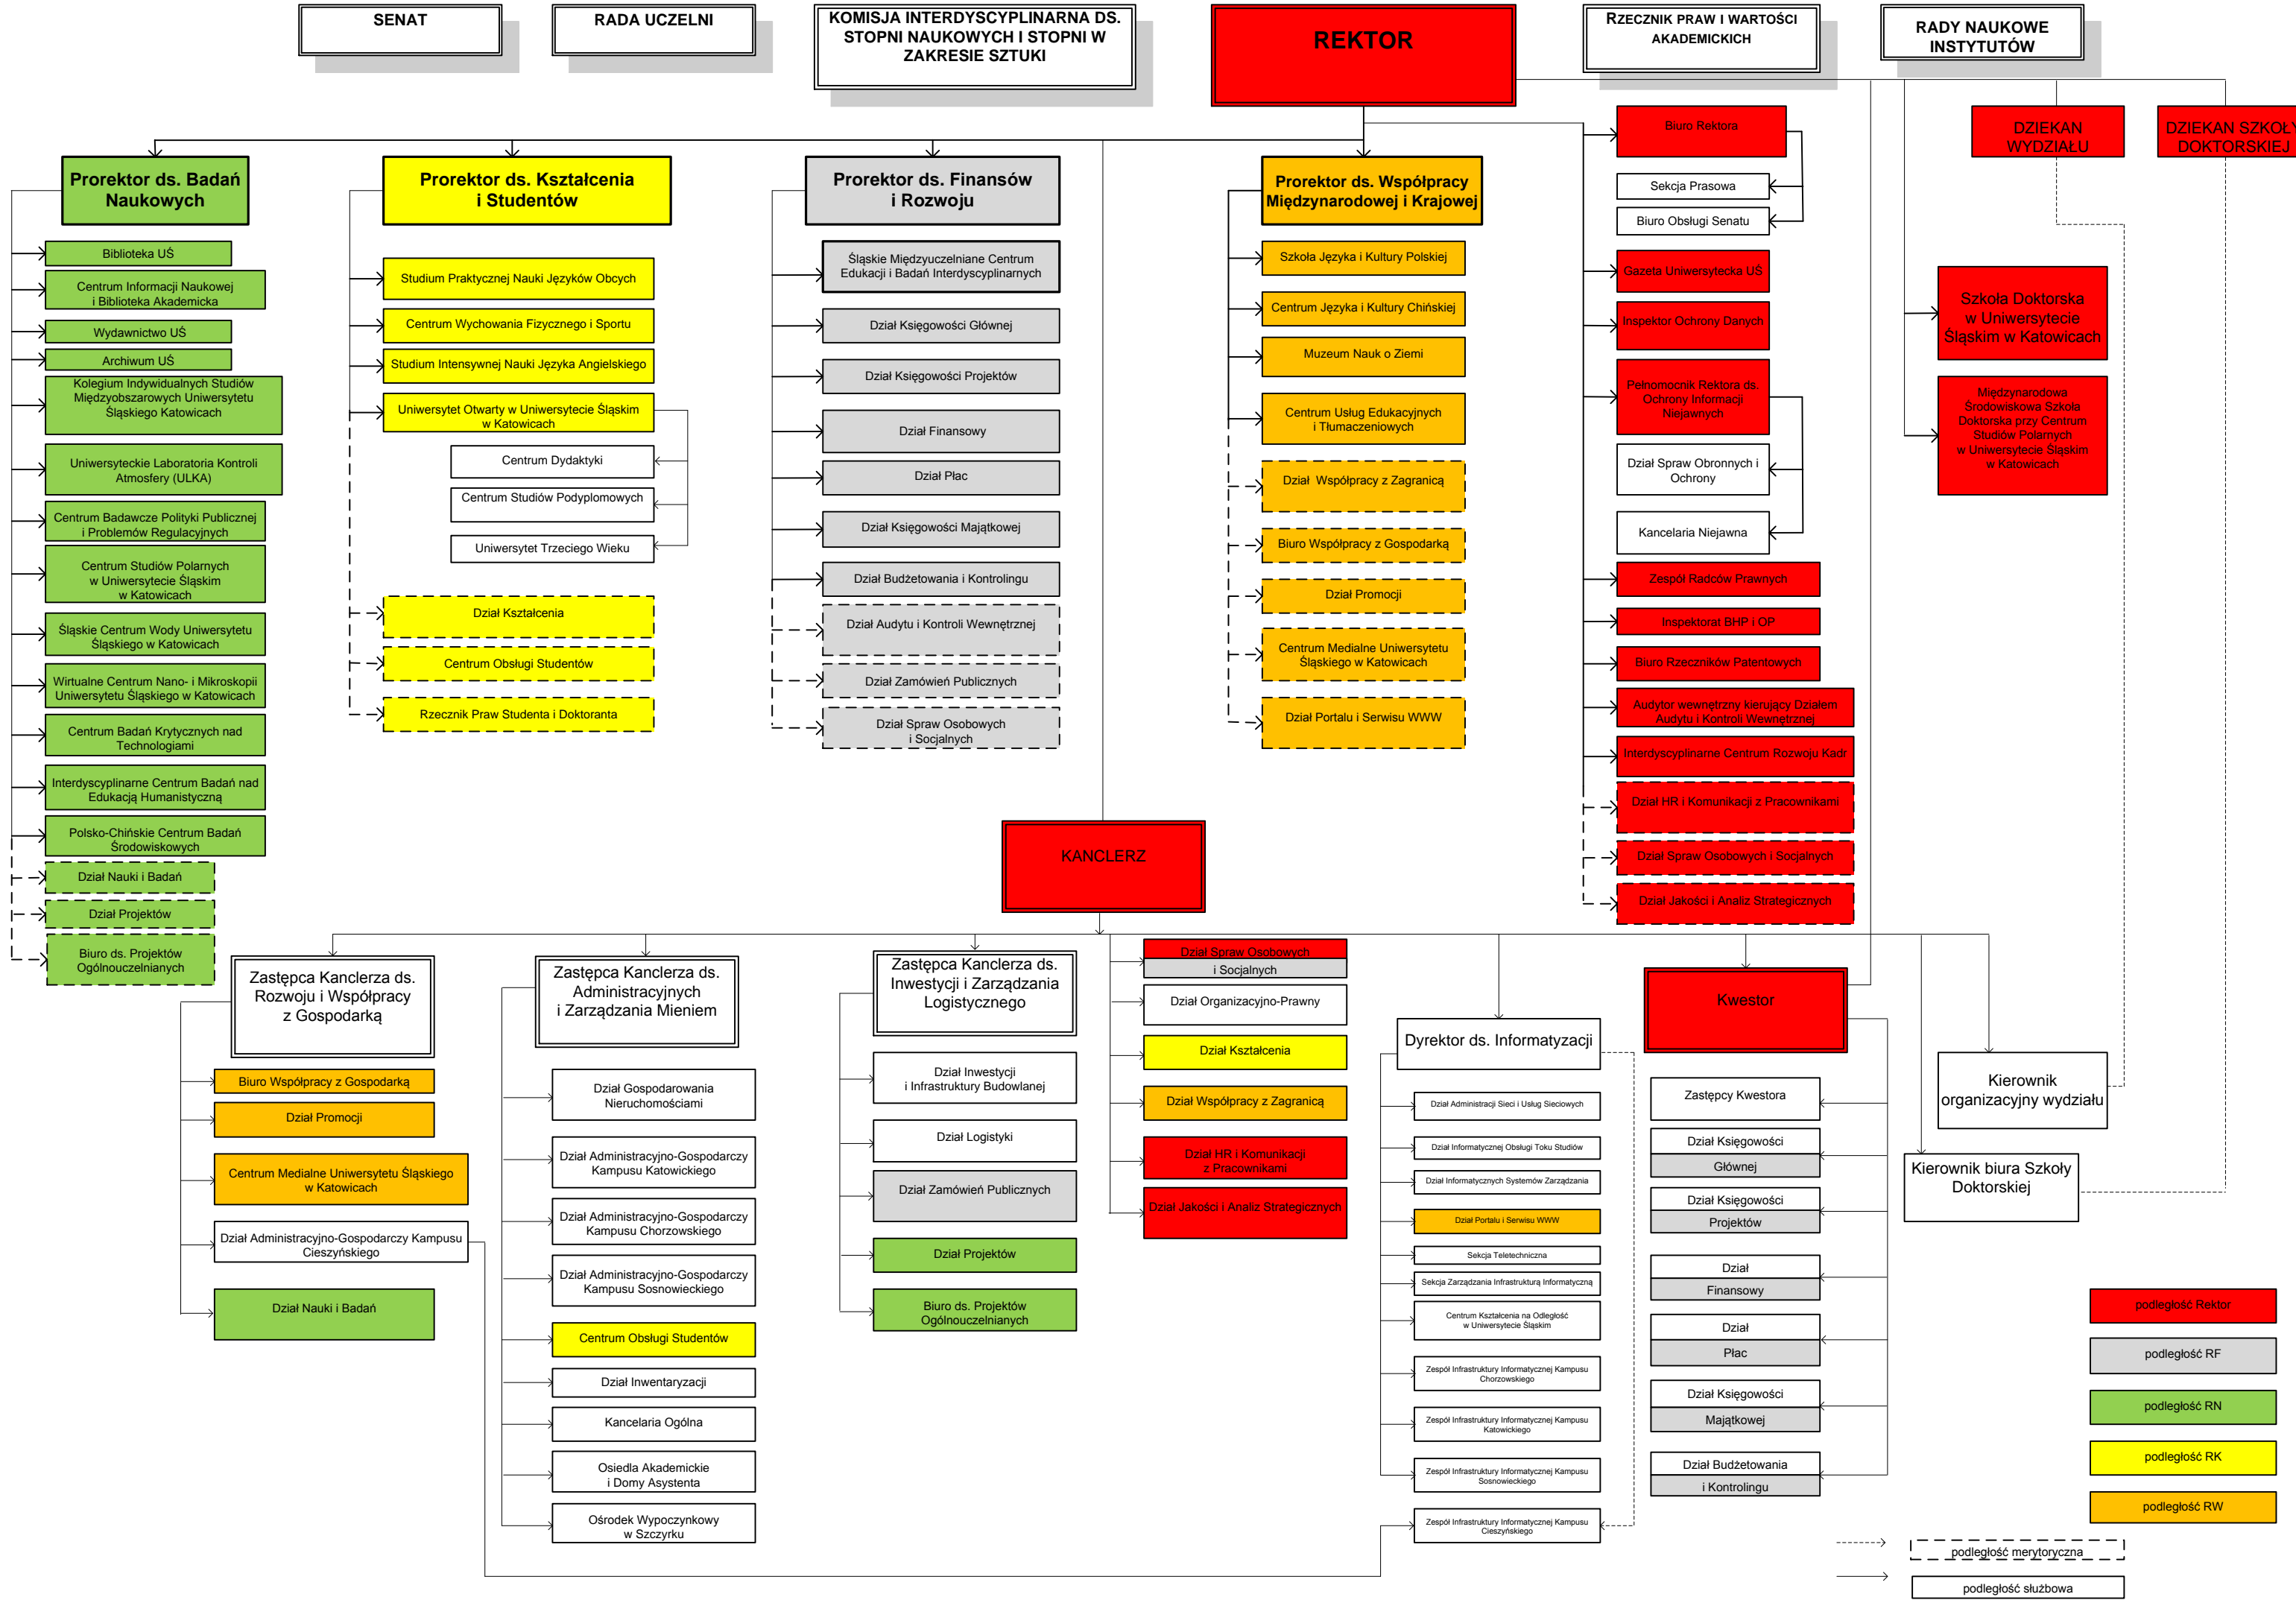 SENAT
RADA UCZELNI
KOMISJA INTERDYSCYPLINARNA DS.
STOPNI NAUKOWYCH I STOPNI W
ZAKRESIE SZTUKI
REKTOR
RZECZNIK PRAW I WARTOŚCI
AKADEMICKICH
RADY NAUKOWE
INSTYTUTÓW
DZIEKAN
WYDZIAŁU
DZIEKAN SZKOŁY
DOKTORSKIEJ
Prorektor ds. Badań
Naukowych
Biblioteka UŚ
Centrum Informacji Naukowej
i Biblioteka Akademicka
Wydawnictwo UŚ
Archiwum UŚ
Kolegium Indywidualnych Studiów
Międzyobszarowych Uniwersytetu
Śląskiego Katowicach
Uniwersyteckie Laboratoria Kontroli
Atmosfery (ULKA)
Centrum Badawcze Polityki Publicznej
i Problemów Regulacyjnych
Centrum Studiów Polarnych
w Uniwersytecie Śląskim
w Katowicach
Śląskie Centrum Wody Uniwersytetu
Śląskiego w Katowicach
Wirtualne Centrum Nano- i Mikroskopii
Uniwersytetu Śląskiego w Katowicach
Centrum Badań Krytycznych nad
Technologiami
Interdyscyplinarne Centrum Badań nad
Edukacją Humanistyczną
Polsko-Chińskie Centrum Badań
Środowiskowych
Dział Nauki i Badań
Dział Projektów
Biuro ds. Projektów
Ogólnouczelnianych
Prorektor ds. Kształcenia
i Studentów
Studium Praktycznej Nauki Języków Obcych
Centrum Wychowania Fizycznego i Sportu
Studium Intensywnej Nauki Języka Angielskiego
Uniwersytet Otwarty w Uniwersytecie Śląskim
w Katowicach
Centrum Dydaktyki
Centrum Studiów Podyplomowych
Uniwersytet Trzeciego Wieku
Dział Kształcenia
Centrum Obsługi Studentów
Rzecznik Praw Studenta i Doktoranta
Prorektor ds. Finansów
i Rozwoju
Śląskie Międzyuczelniane Centrum
Edukacji i Badań Interdyscyplinarnych
Dział Księgowości Głównej
Dział Księgowości Projektów
Dział Finansowy
Dział Płac
Dział Księgowości Majątkowej
Dział Budżetowania i Kontrolingu
Dział Audytu i Kontroli Wewnętrznej
Dział Zamówień Publicznych
Dział Spraw Osobowych
i Socjalnych
Prorektor ds. Współpracy
Międzynarodowej i Krajowej
Szkoła Języka i Kultury Polskiej
Centrum Języka i Kultury Chińskiej
Muzeum Nauk o Ziemi
Centrum Usług Edukacyjnych
i Tłumaczeniowych
Dział Współpracy z Zagranicą
Biuro Współpracy z Gospodarką
Dział Promocji
Centrum Medialne Uniwersytetu
Śląskiego w Katowicach
Dział Portalu i Serwisu WWW
Biuro Rektora
Sekcja Prasowa
Biuro Obsługi Senatu
Gazeta Uniwersytecka UŚ
Inspektor Ochrony Danych
Pełnomocnik Rektora ds.
Ochrony Informacji
Niejawnych
Dział Spraw Obronnych i
Ochrony
Kancelaria Niejawna
Zespół Radców Prawnych
Inspektorat BHP i OP
Biuro Rzeczników Patentowych
Audytor wewnętrzny kierujący Działem
Audytu i Kontroli Wewnętrznej
Interdyscyplinarne Centrum Rozwoju Kadr
Dział HR i Komunikacji z Pracownikami
Dział Spraw Osobowych i Socjalnych
Dział Jakości i Analiz Strategicznych
Szkoła Doktorska
w Uniwersytecie
Śląskim w Katowicach
Międzynarodowa
Środowiskowa Szkoła
Doktorska przy Centrum
Studiów Polarnych
w Uniwersytecie Śląskim
w Katowicach
KANCLERZ
Zastępca Kanclerza ds.
Rozwoju i Współpracy
z Gospodarką
Biuro Współpracy z Gospodarką
Dział Promocji
Centrum Medialne Uniwersytetu Śląskiego
w Katowicach
Dział Administracyjno-Gospodarczy Kampusu
Cieszyńskiego
Dział Nauki i Badań
Zastępca Kanclerza ds.
Administracyjnych
i Zarządzania Mieniem
Dział Gospodarowania
Nieruchomościami
Dział Administracyjno-Gospodarczy
Kampusu Katowickiego
Dział Administracyjno-Gospodarczy
Kampusu Chorzowskiego
Dział Administracyjno-Gospodarczy
Kampusu Sosnowieckiego
Centrum Obsługi Studentów
Dział Inwentaryzacji
Kancelaria Ogólna
Osiedla Akademickie
i Domy Asystenta
Ośrodek Wypoczynkowy
w Szczyrku
Zastępca Kanclerza ds.
Inwestycji i Zarządzania
Logistycznego
Dział Inwestycji
i Infrastruktury Budowlanej
Dział Logistyki
Dział Zamówień Publicznych
Dział Projektów
Biuro ds. Projektów
Ogólnouczelnianych
Dział Spraw Osobowych
i Socjalnych
Dział Organizacyjno-Prawny
Dział Kształcenia
Dział Współpracy z Zagranicą
Dział HR i Komunikacji
z Pracownikami
Dział Jakości i Analiz Strategicznych
Dyrektor ds. Informatyzacji
Dział Administracji Sieci i Usług Sieciowych
Dział Informatycznej Obsługi Toku Studiów
Dział Informatycznych Systemów Zarządzania
Dział Portalu i Serwisu WWW
Sekcja Teletechniczna
Sekcja Zarządzania Infrastrukturą Informatyczną
Centrum Kształcenia na Odległość
w Uniwersytecie Śląskim
Zespół Infrastruktury Informatycznej Kampusu
Chorzowskiego
Zespół Infrastruktury Informatycznej Kampusu
Katowickiego
Zespół Infrastruktury Informatycznej Kampusu
Sosnowieckiego
Zespół Infrastruktury Informatycznej Kampusu
Cieszyńskiego
Kwestor
Zastępcy Kwestora
Dział Księgowości
Głównej
Dział Księgowości
Projektów
Dział
Finansowy
Dział
Płac
Dział Księgowości
Majątkowej
Dział Budżetowania
i Kontrolingu
Kierownik
organizacyjny wydziału
Kierownik biura Szkoły
Doktorskiej
podległość Rektor
podległość RF
podległość RN
podległość RK
podległość RW
podległość merytoryczna
podległość służbowa